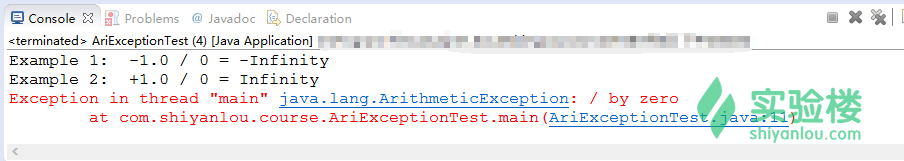 Console Problems @ Javadoc Declaration
<terminated> AriExceptionTest (4) [Java Application]
Example 1:  -1.0 / 0 = -Infinity
Example 2:  +1.0 / 0 = Infinity
Exception in thread "main" java.lang.ArithmeticException: / by zero
at com.shiyanlou.course.AriExceptionTest.main(AriExceptionTest.java:11)
实验楼
shiyanlou.com